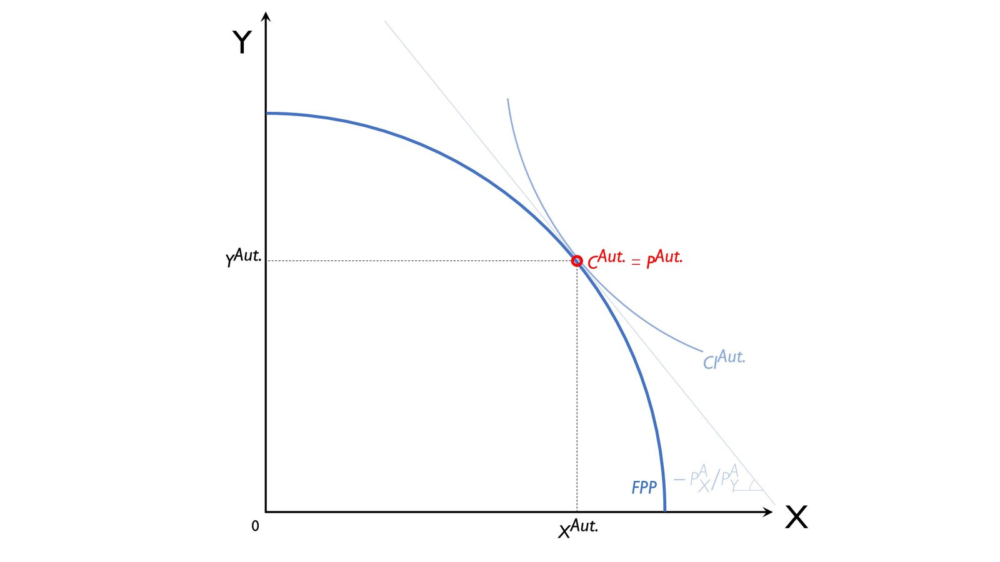 Y
Y^Aut.
C^Aut. = P^Aut.
CI^Aut.
FPP
− P^A_X/P^A_Y
0
X^Aut.
X